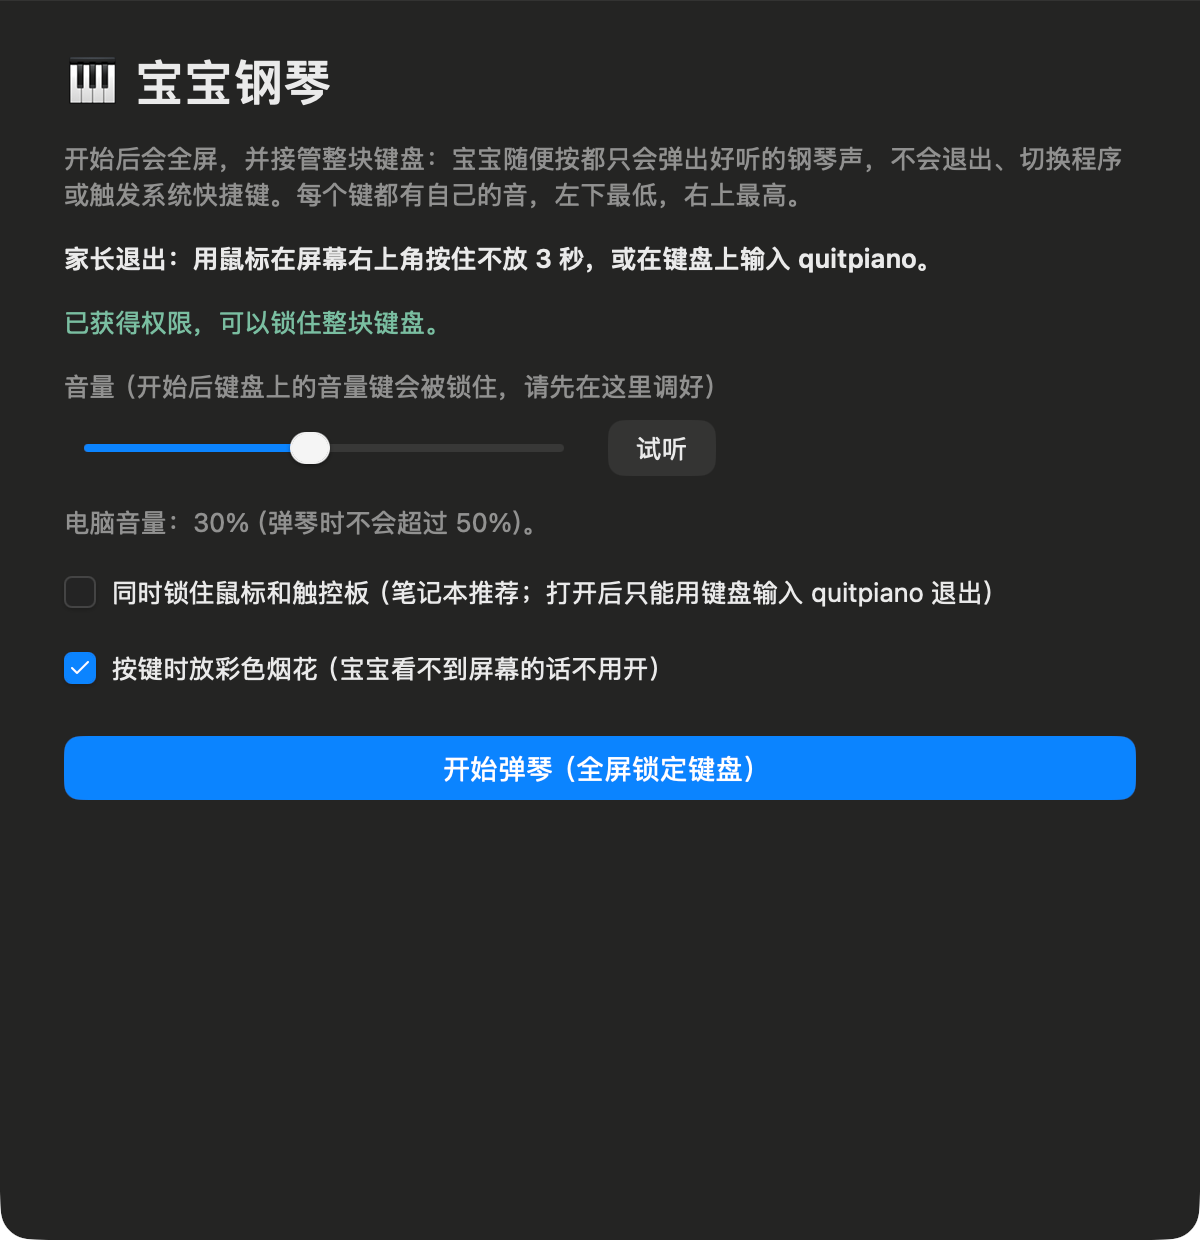 宝宝钢琴
开始后会全屏，并接管整块键盘：宝宝随便按都只会弹出好听的钢琴声，不会退出、切换程序
或触发系统快捷键。每个键都有自己的音，左下最低，右上最高。
家长退出：用鼠标在屏幕右上角按住不放 3 秒，或在键盘上输入 quitpiano。
已获得权限，可以锁住整块键盘。
音量（开始后键盘上的音量键会被锁住，请先在这里调好）
试听
电脑音量：30%（弹琴时不会超过 50%）。
同时锁住鼠标和触控板（笔记本推荐；打开后只能用键盘输入 quitpiano 退出）
按键时放彩色烟花（宝宝看不到屏幕的话不用开）
开始弹琴（全屏锁定键盘）